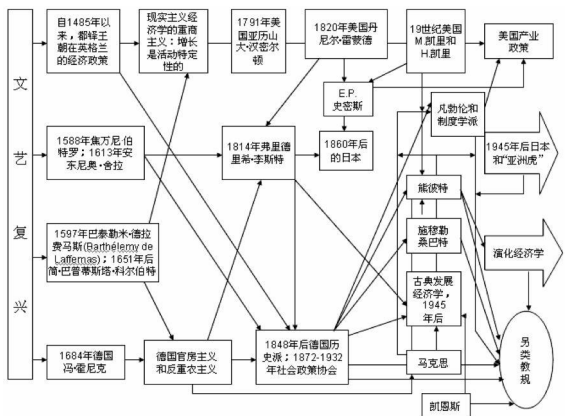 文
艺
复
兴
自1485年以
来，都铎王
朝在英格兰
的经济政策
现实主义经
济学的重商
主义：增长
是活动特定
性的
1791年美
国亚历山
大·汉密尔
顿
1820年美国丹
尼尔·雷蒙德
19世纪美国
M.凯里和
H.凯里
美国产业
政策
E.P.
史密斯
凡勃伦和
制度学派
1588年焦万尼·伯
特罗；1613年安
东尼奥·舍拉
1814年弗里德
里希·李斯特
1860年后
的日本
1945年后日本
和“亚洲虎”
熊彼特
1597年巴泰勒米·德拉
费马斯(Barthélemy de
Laffemas)；1651年后
简·巴普蒂斯塔·科尔伯特
施穆勒
桑巴特
演化经济学
古典发展
经济学，
1945
年后
1684年德国
冯·霍尼克
德国官房主义
和反重农主义
1848年后德国历
史派；1872-1932
年社会政策协会
马克思
另
类
教
规
凯恩斯